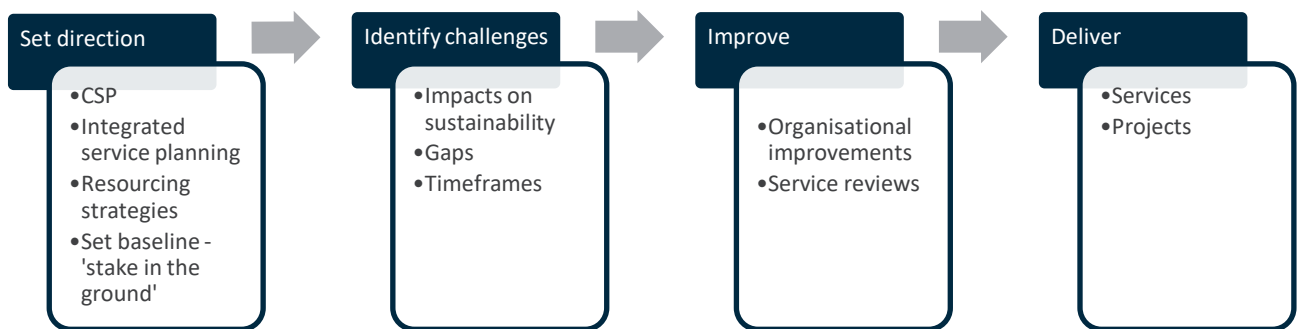 Set direction
•CSP
•Integrated
service planning
•Resourcing
strategies
•Set baseline -
'stake in the
ground'
Identify challenges
•Impacts on
sustainability
•Gaps
•Timeframes
Improve
•Organisational
improvements
•Service reviews
Deliver
•Services
•Projects